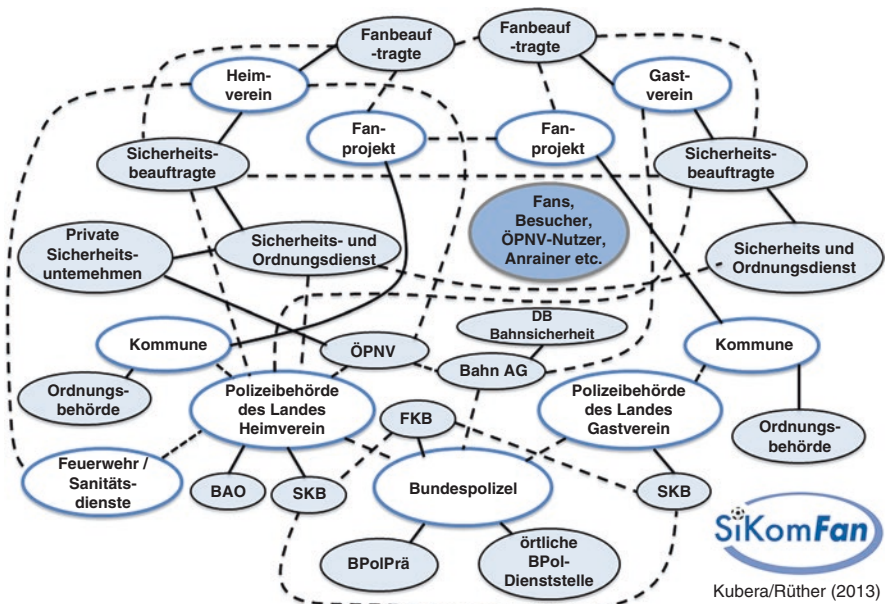 Fanbeauf
-tragte
Fanbeauf
-tragte
Heim-
verein
Gast-
verein
Fan-
projekt
Fan-
projekt
Sicherheits-
beauftragte
Sicherheits-
beauftragte
Fans,
Besucher,
ÖPNV-Nutzer,
Anrainer etc.
Private
Sicherheits-
untemehmen
Sicherheits- und
Ordnungsdienst
Sicherheits und
Ordnungsdienst
DB
Bahnsicherheit
Kommune
ÖPNV
Bahn AG
Kommune
Ordnungs-
behörde
Polizeibehörde
des Landes
Heimverein
FKB
Polizeibehörde
des Landes
Gastverein
Ordnungs-
behörde
Feuerwehr /
Sanitäts-
dienste
BAO
SKB
Bundespolizel
SKB
BPolPrä
örtliche
BPol-
Dienststelle
SiKomFan
Kubera/Rüther (2013)